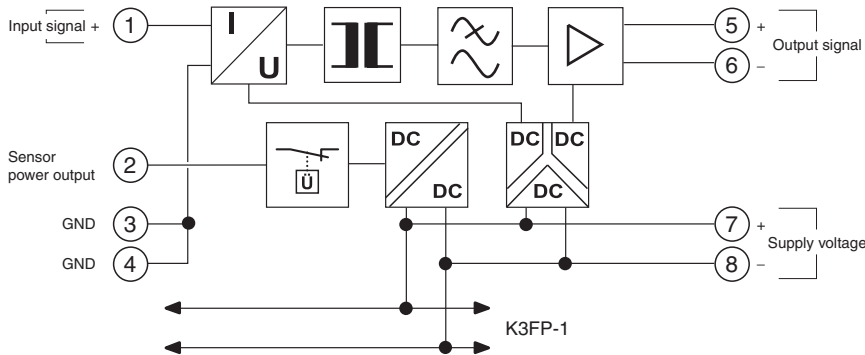 Input signal +
1
I
U
5
+
6
–
Output signal
Sensor
power output
2
Ü
DC
DC
DC
DC
DC
GND
3
GND
4
7
+
8
–
Supply voltage
K3FP-1